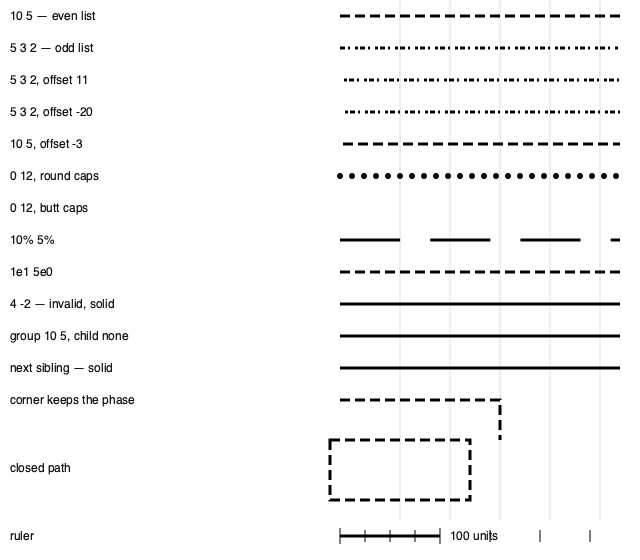 10 5 — even list
5 3 2 — odd list
5 3 2, offset 11
5 3 2, offset -20
10 5, offset -3
0 12, round caps
0 12, butt caps
10% 5%
1e1 5e0
4 -2 — invalid, solid
group 10 5, child none
next sibling — solid
corner keeps the phase
closed path
ruler 100 units